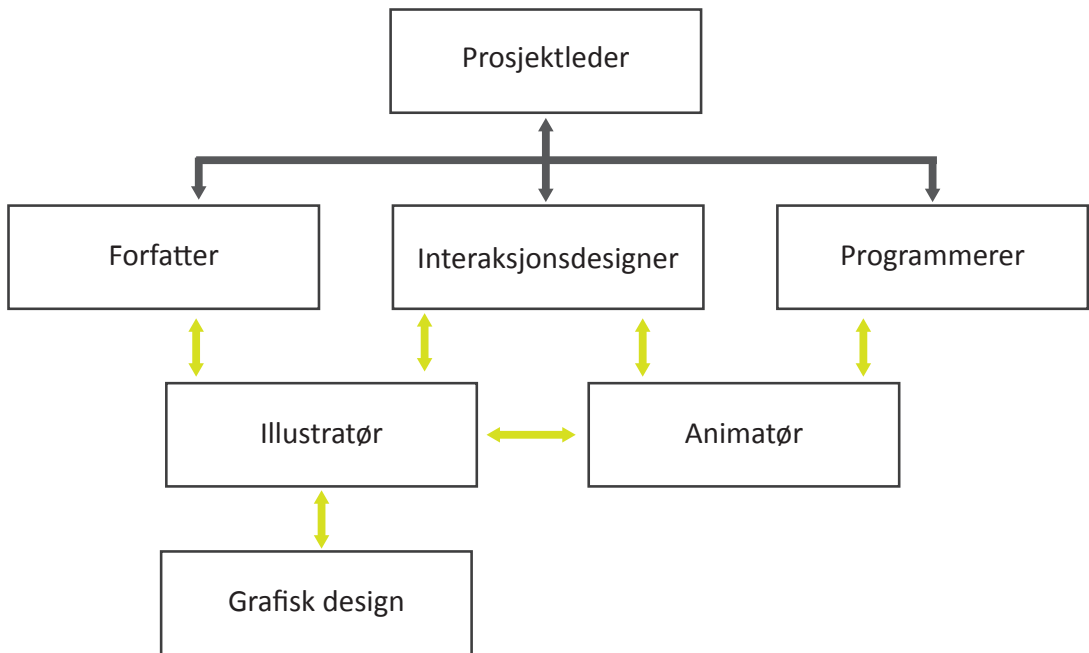 Prosjektleder
Forfatter
Interaksjonsdesigner
Programmerer
Illustratør
Animatør
Grafisk design